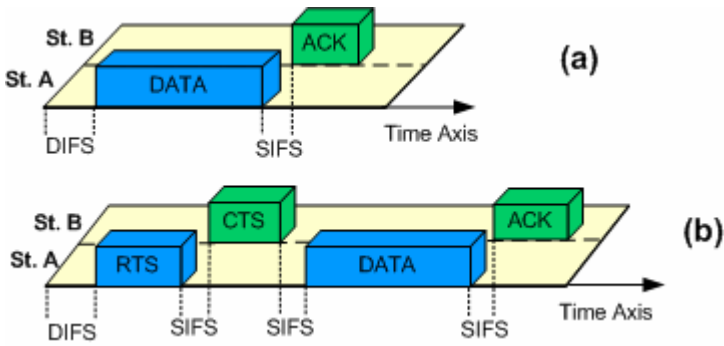 St. B
ACK
(a)
St. A
DATA
DIFS
SIFS
Time Axis
St. B
CTS
ACK
(b)
St. A
RTS
DATA
DIFS
SIFS
SIFS
SIFS
Time Axis